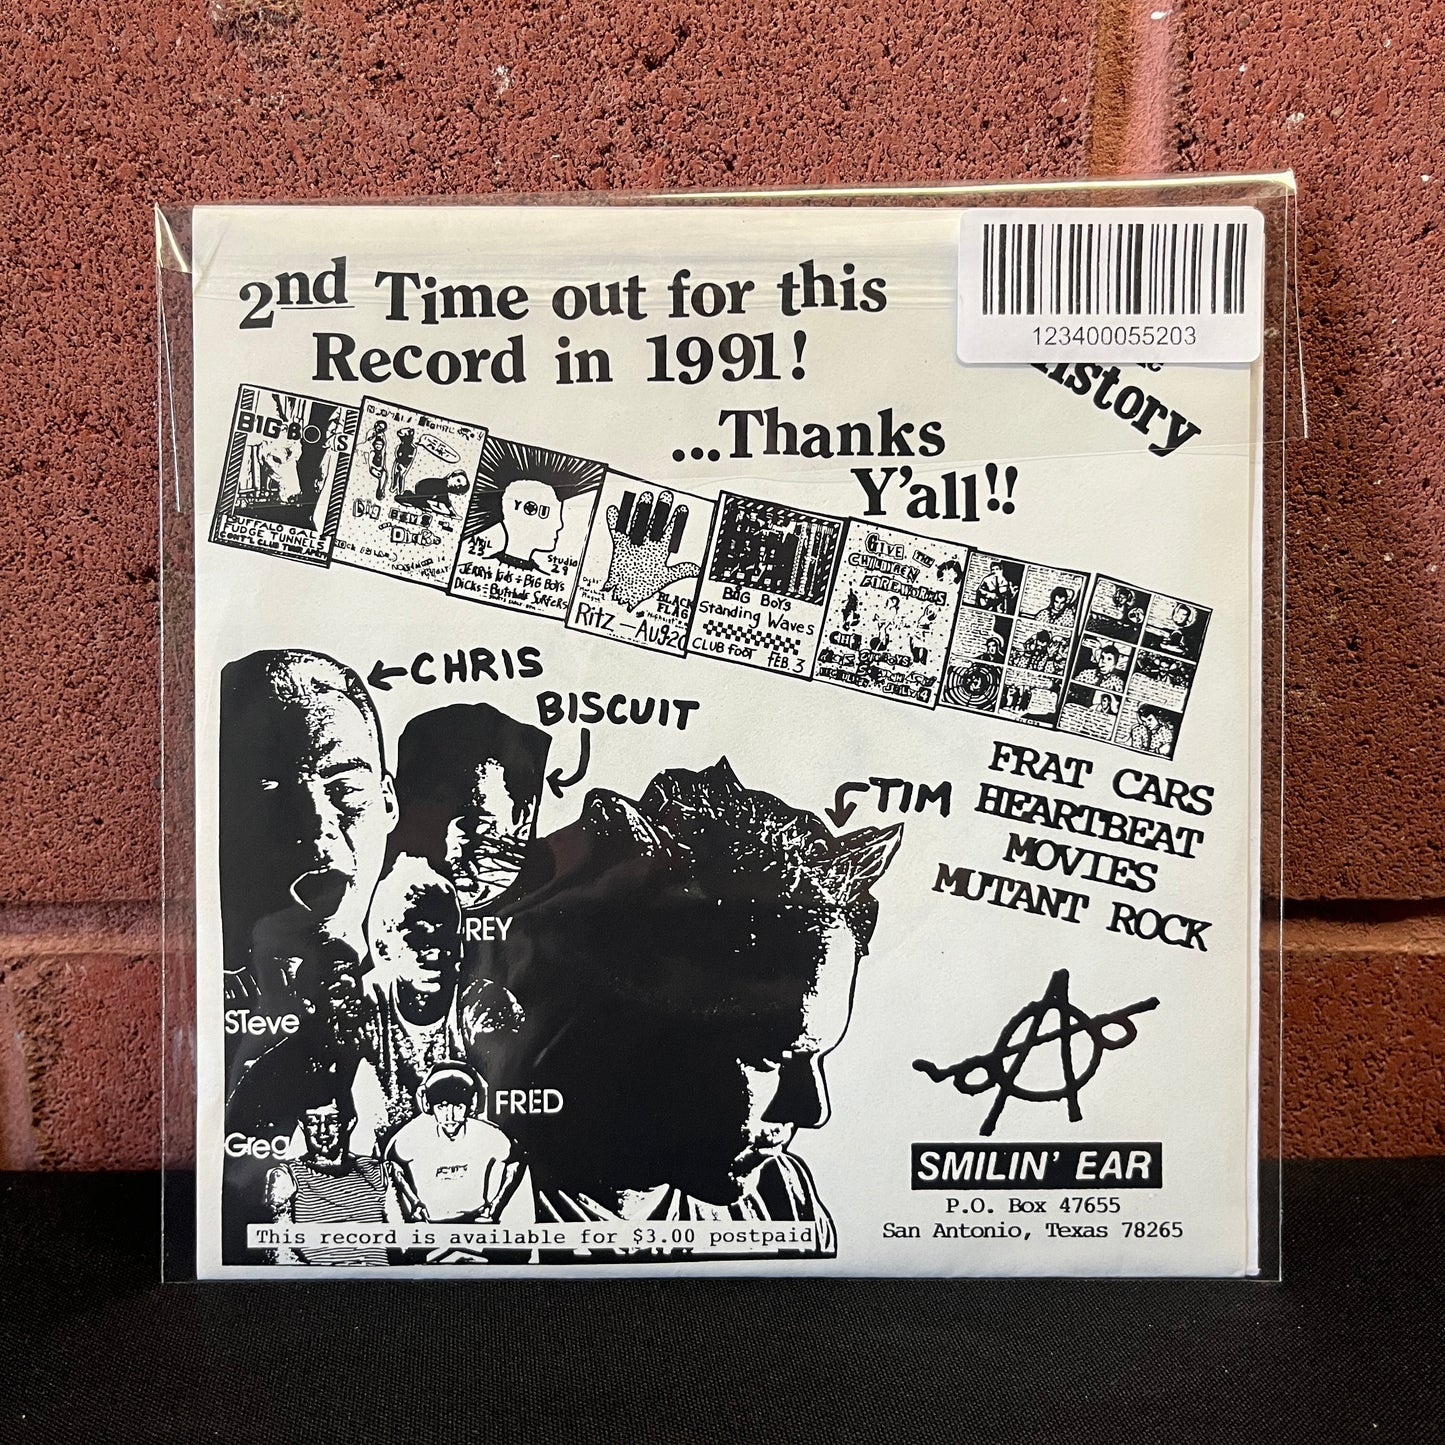 2nd Time out for this
Record in 1991!
...Thanks
Y'all!!
123400055203
BIG BOYS
BUFFALO GALS
FUDGE TUNNELS
BIG BOYS
DICKS
YOU
APRIL
23
Studio
29
JERRY'S Kids + BIG BOYS
Dicks + Butthole Surfers
BLACK
FLAG
Ritz — Aug 20
BIG BOYS
Standing Waves
CLUB FOOT FEB. 3
GIVE THE
CHILDREN
FIREWORKS
JULY 4
CHRIS
BISCUIT
TIM
REY
STeve
FRED
Greg
FRAT CARS
HEARTBEAT
MOVIES
MUTANT ROCK
SMILIN' EAR
P.O. Box 47655
San Antonio, Texas 78265
This record is available for $3.00 postpaid